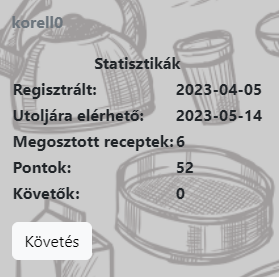 korell0
Statisztikák
Regisztrált: 2023-04-05
Utoljára elérhető: 2023-05-14
Megosztott receptek: 6
Pontok: 52
Követők: 0
Követés